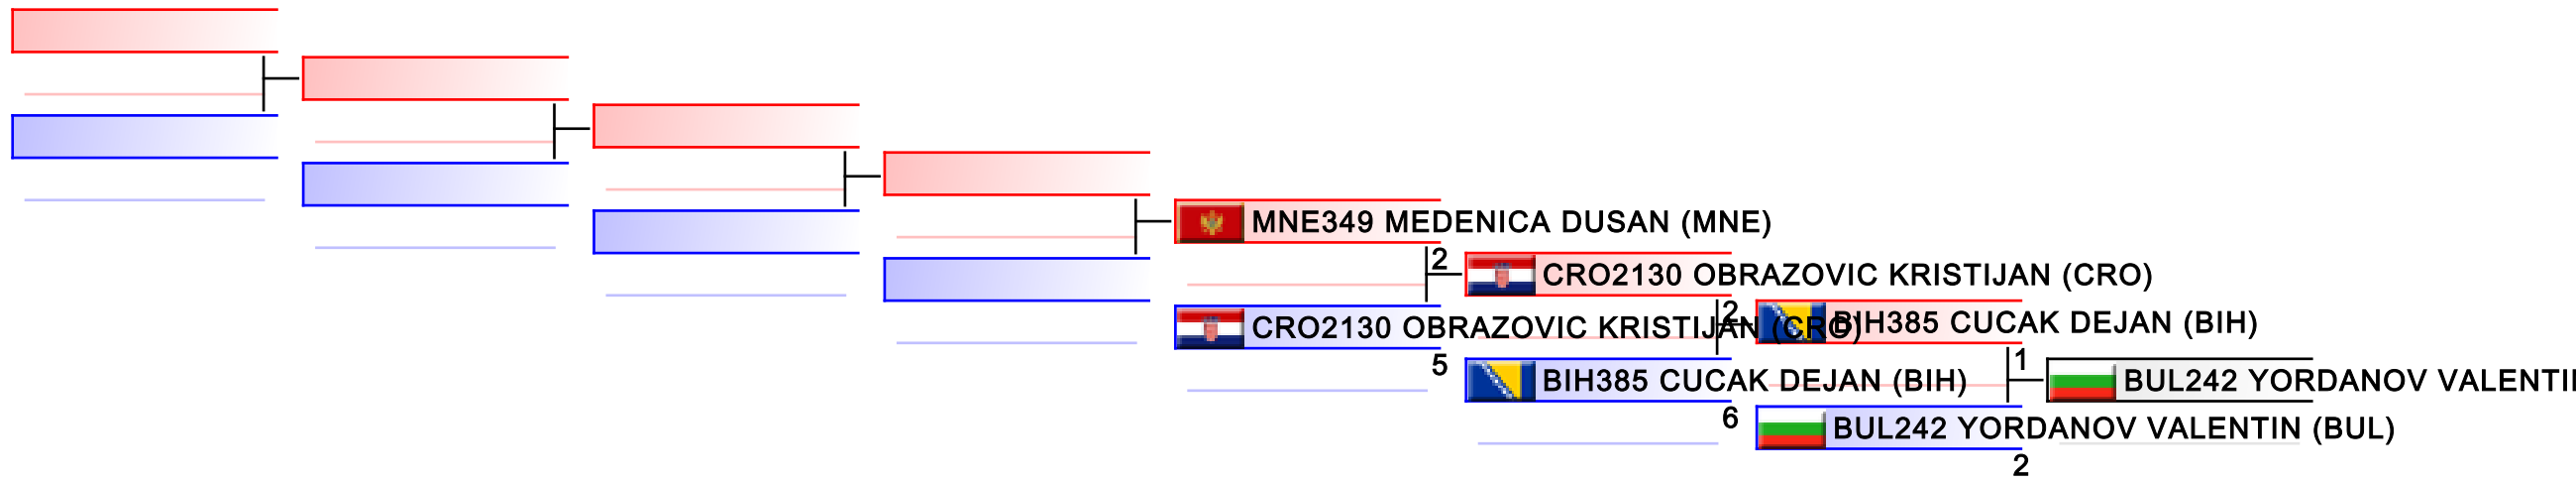 MNE349 MEDENICA DUSAN (MNE)
2
CRO2130 OBRAZOVIC KRISTIJAN (CRO)
CRO2130 OBRAZOVIC KRISTIJAN (CRO)
5
2
BIH385 CUCAK DEJAN (BIH)
BIH385 CUCAK DEJAN (BIH)
6
1
BUL242 YORDANOV VALENTI
BUL242 YORDANOV VALENTIN (BUL)
2